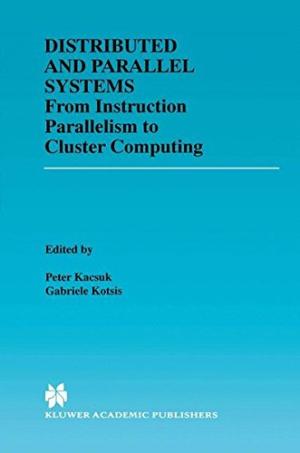 DISTRIBUTED
AND PARALLEL
SYSTEMS
From Instruction
Parallelism to
Cluster Computing
Edited by
Peter Kacsuk
Gabriele Kotsis
KLUWER ACADEMIC PUBLISHERS